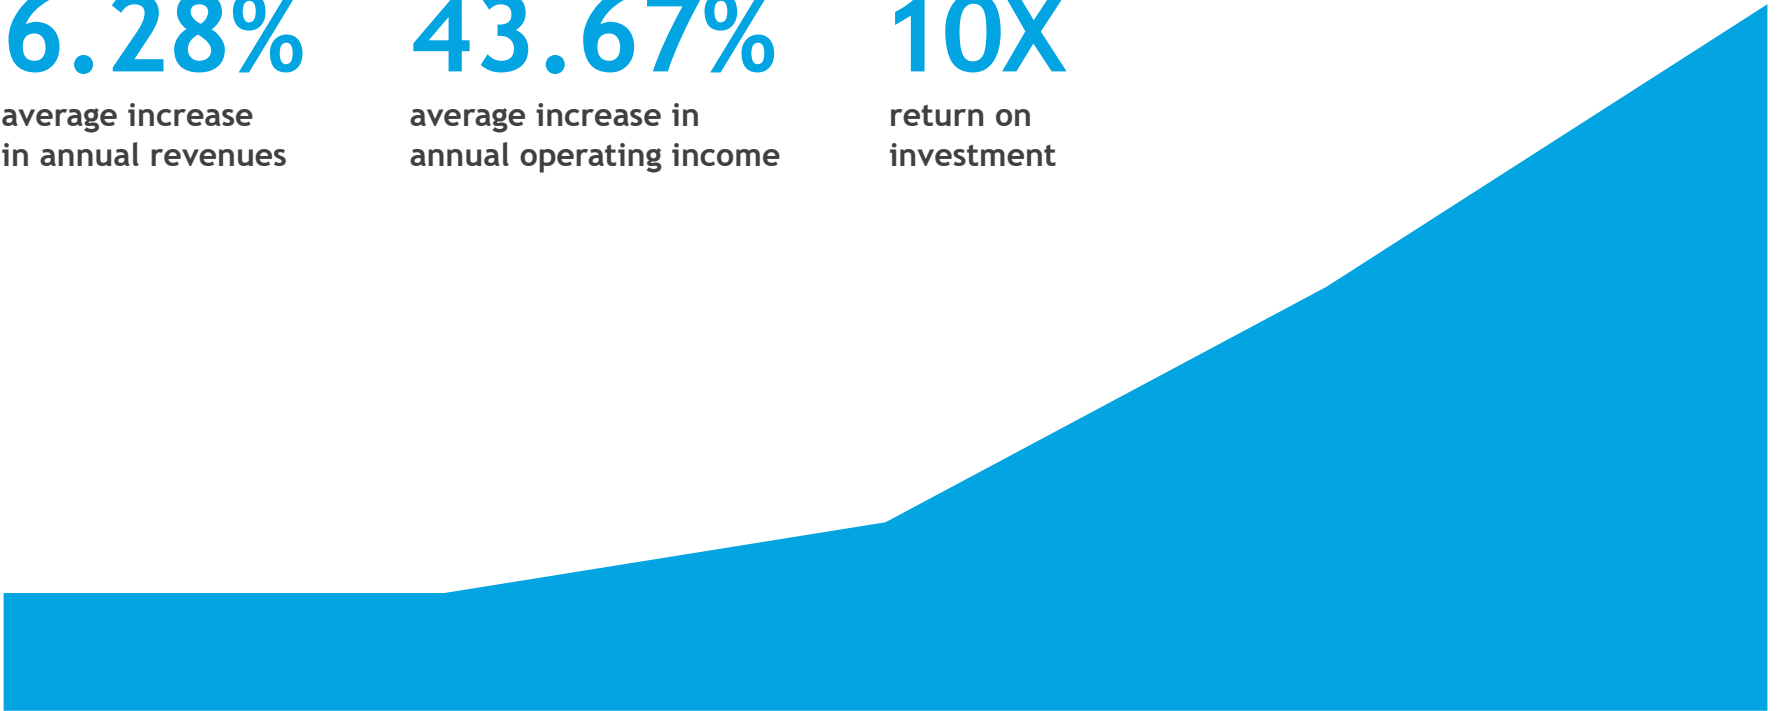 6.28% 43.67% 10X
average increase average increase in return on
in annual revenues annual operating income investment